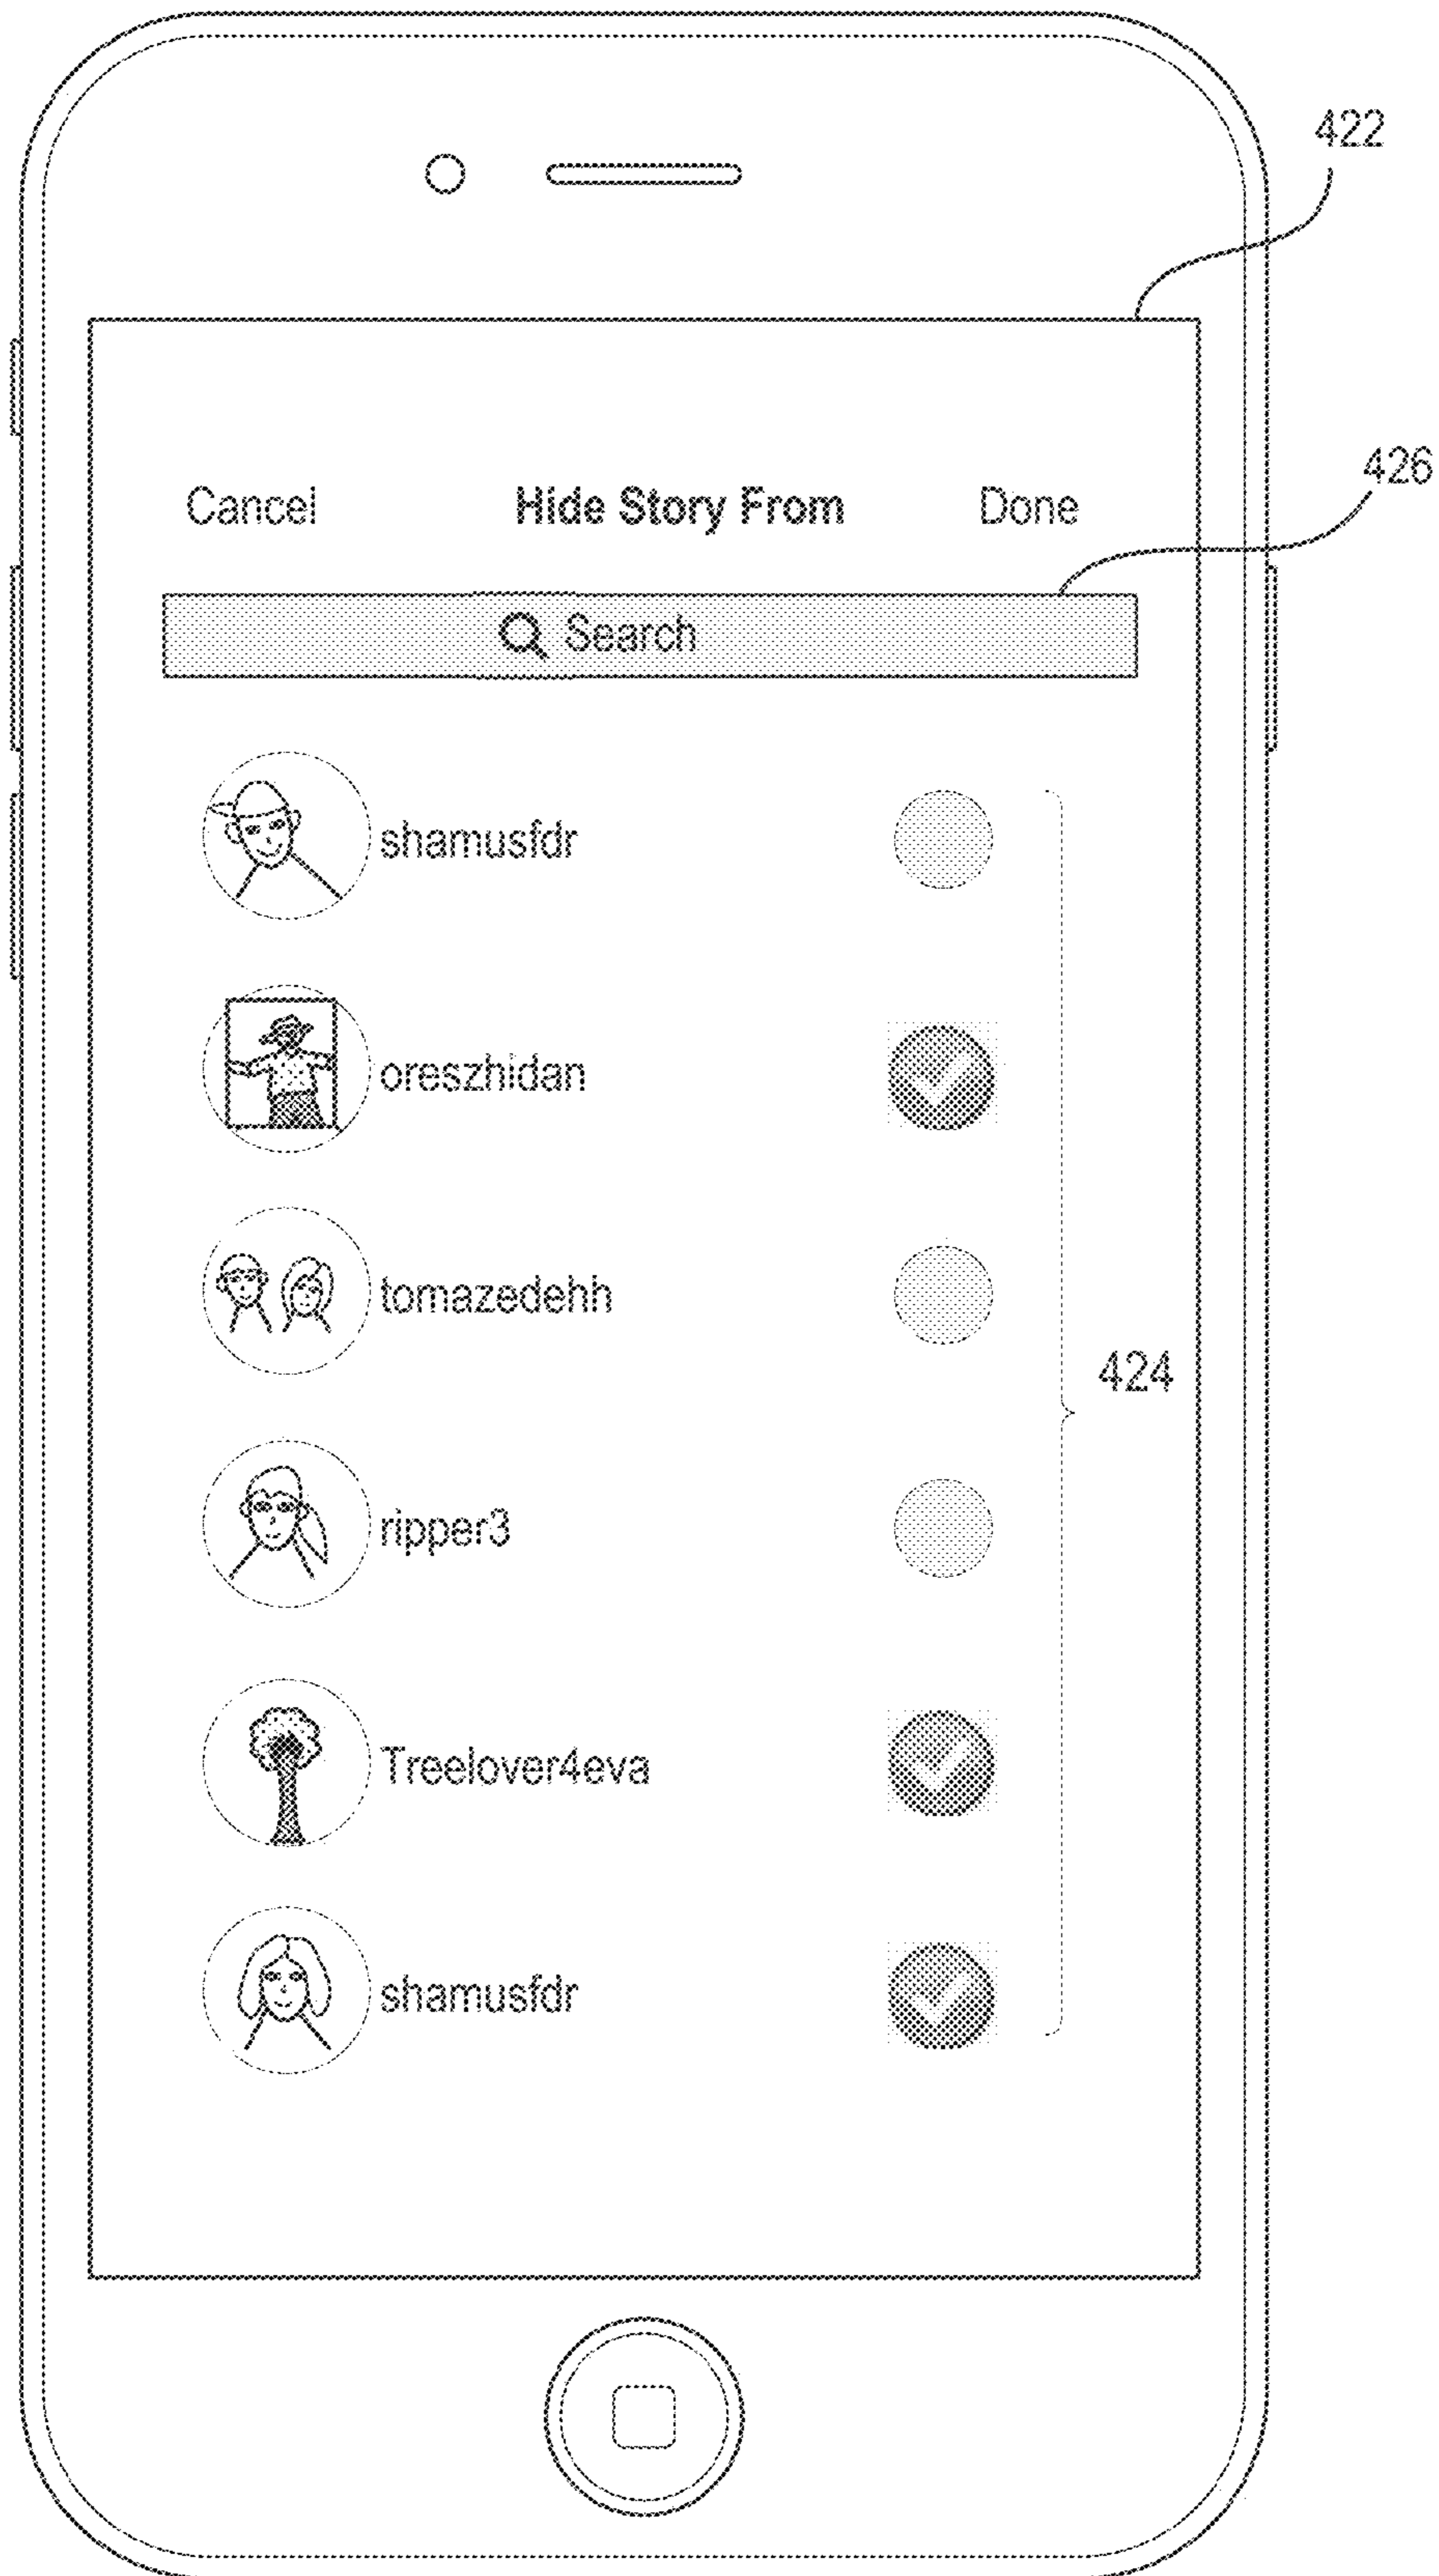 422
426
Cancel Hide Story From Done
Search
shamusfdr
oreszhidan
tomazedehh
424
ripper3
Treelover4eva
shamusfdr